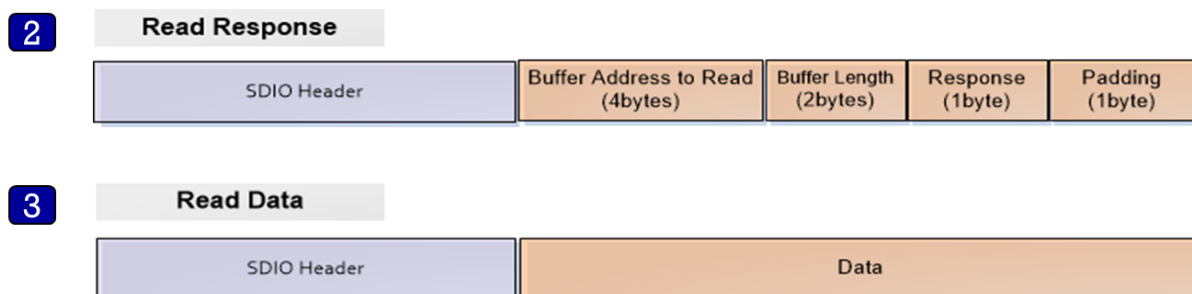 2
Read Response
SDIO Header
Buffer Address to Read
(4bytes)
Buffer Length
(2bytes)
Response
(1byte)
Padding
(1byte)
3
Read Data
SDIO Header
Data